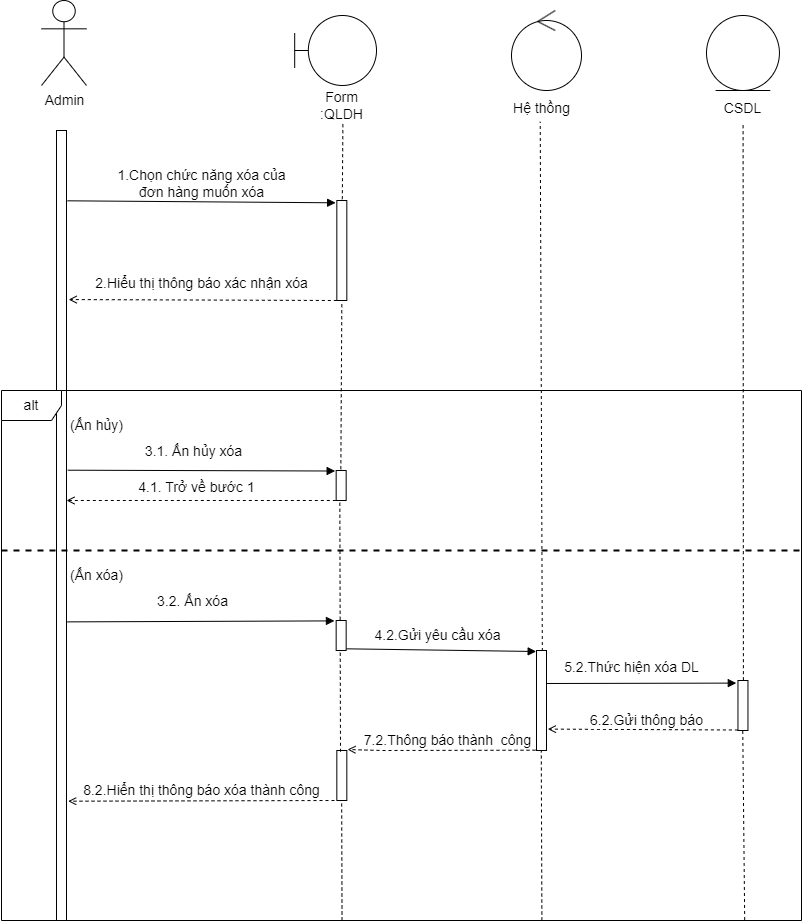 Admin
Form
:QLDH
Hệ thồng
CSDL
1.Chọn chức năng xóa của
đơn hàng muốn xóa
2.Hiểu thị thông báo xác nhận xóa
alt
(Ấn hủy)
3.1. Ấn hủy xóa
4.1. Trở về bước 1
(Ấn xóa)
3.2. Ấn xóa
4.2.Gửi yêu cầu xóa
5.2.Thức hiện xóa DL
6.2.Gửi thông báo
7.2.Thông báo thành công
8.2.Hiển thị thông báo xóa thành công